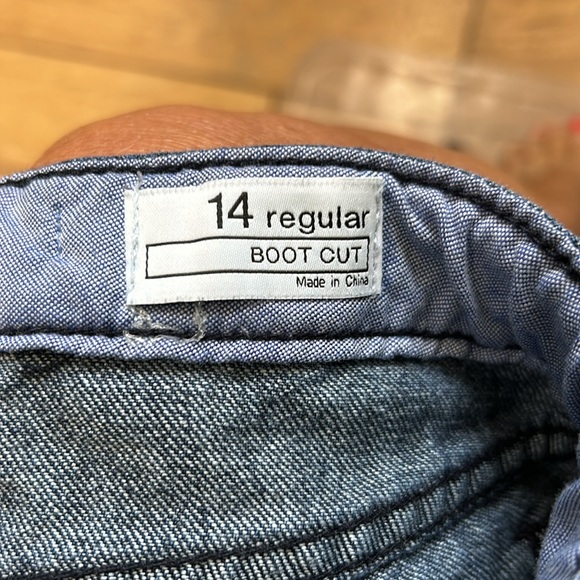 14 regular
BOOT CUT
Made in China